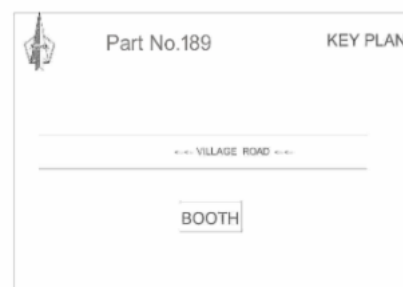 Part No.189 KEY PLAN
←←← VILLAGE ROAD ←←←
BOOTH